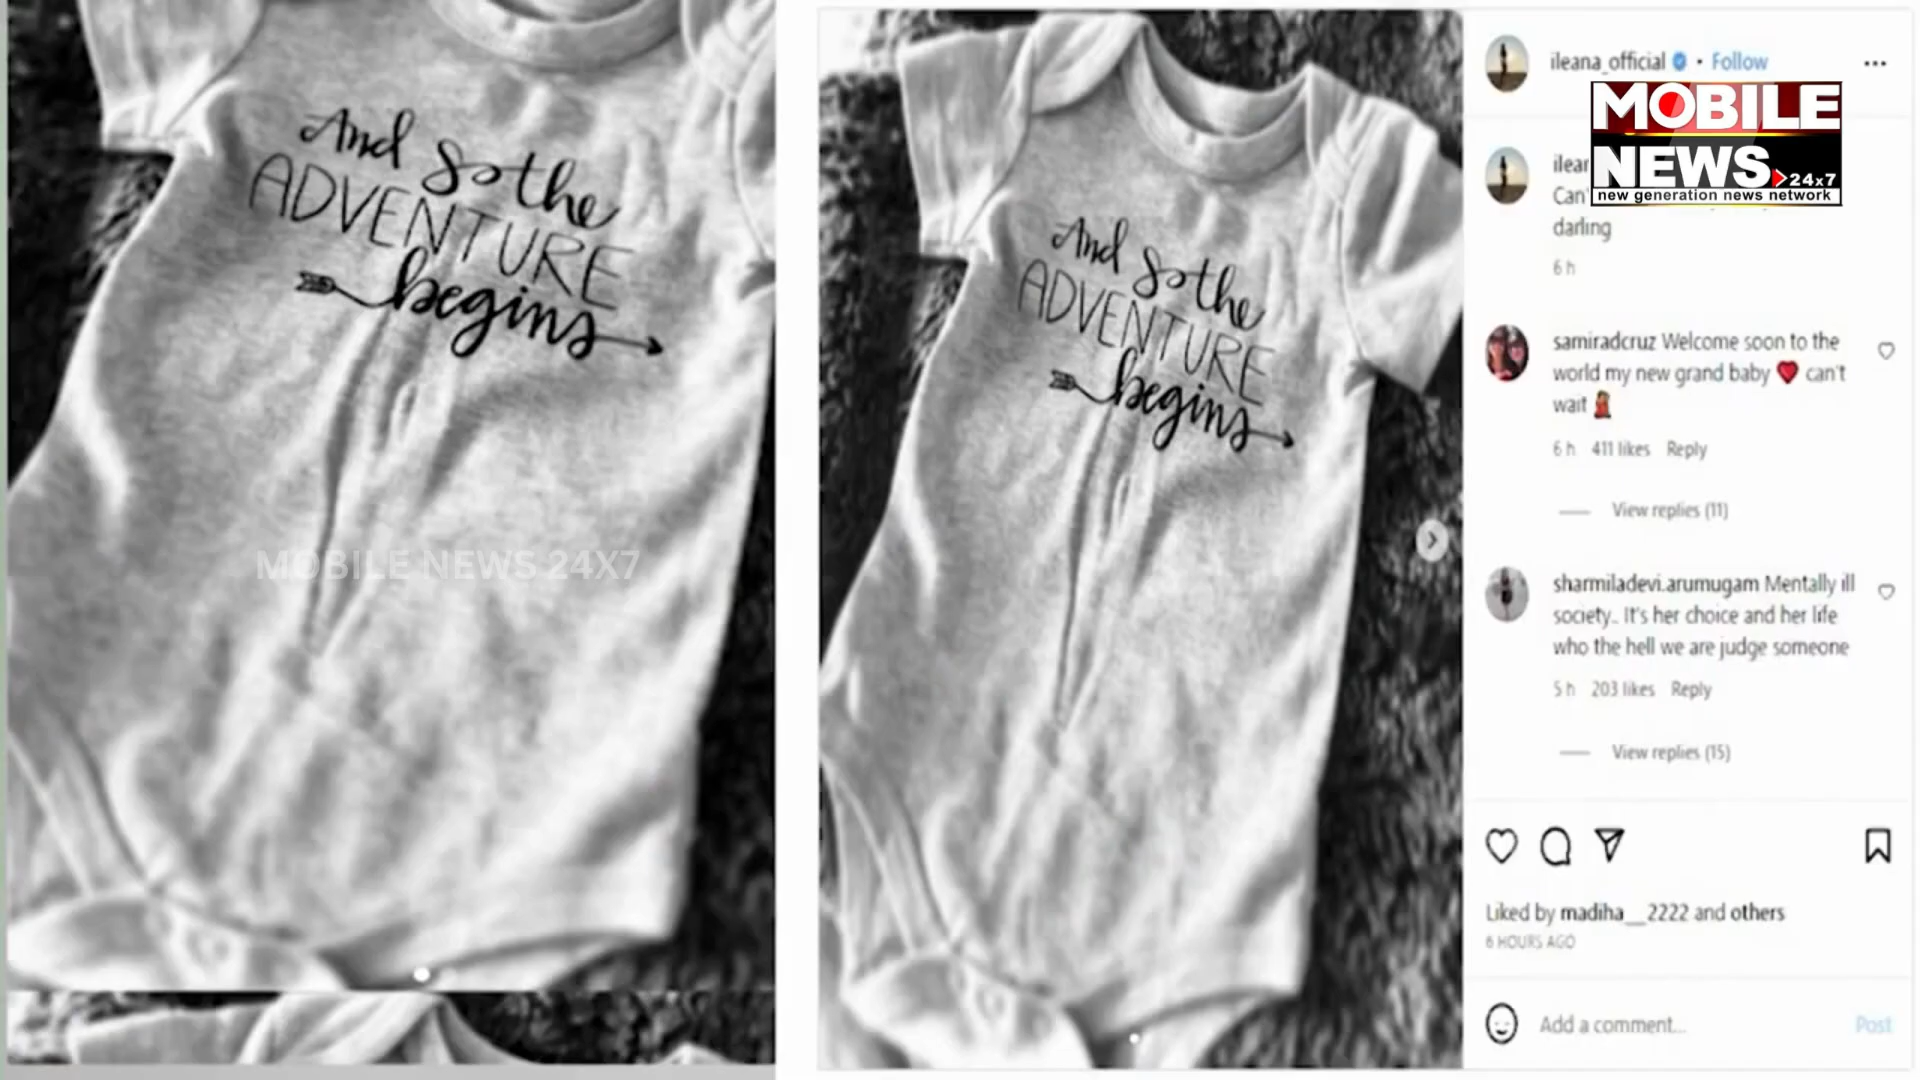 And so the
ADVENTURE
begins
MOBILE NEWS 24X7
And so the
ADVENTURE
begins
ileana_official • Follow
MOBILE
NEWS 24x7
new generation news network
ilear
Can'
darling
6 h
samiradcruz Welcome soon to the
world my new grand baby ❤️ can't
wait 💃
6 h 411 likes Reply
View replies (11)
sharmiladevi.arumugam Mentally ill
society.. It's her choice and her life
who the hell we are judge someone
5 h 203 likes Reply
View replies (15)
Liked by madiha__2222 and others
6 HOURS AGO
Add a comment...
Post